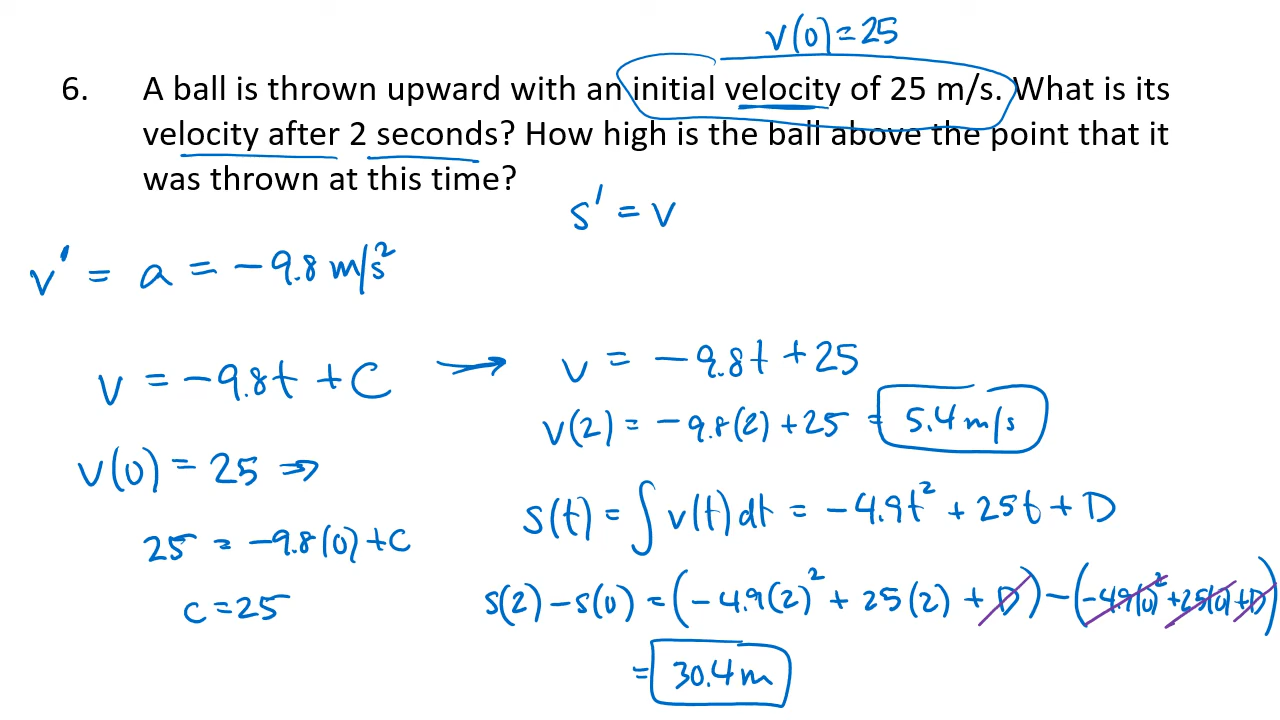 v(0) = 25
6. A ball is thrown upward with an initial velocity of 25 m/s. What is its
velocity after 2 seconds? How high is the ball above the point that it
was thrown at this time?
s' = v
v' = a = -9.8 m/s²
v = -9.8t + C → v = -9.8t + 25
v(2) = -9.8(2) + 25 = 5.4 m/s
v(0) = 25 ⇒
s(t) = ∫ v(t) dt = -4.9t² + 25t + D
25 = -9.8(0) + C
c = 25
s(2) - s(0) = (-4.9(2)² + 25(2) + D) - (-4.9(0)² + 25(0) + D)
= 30.4 m